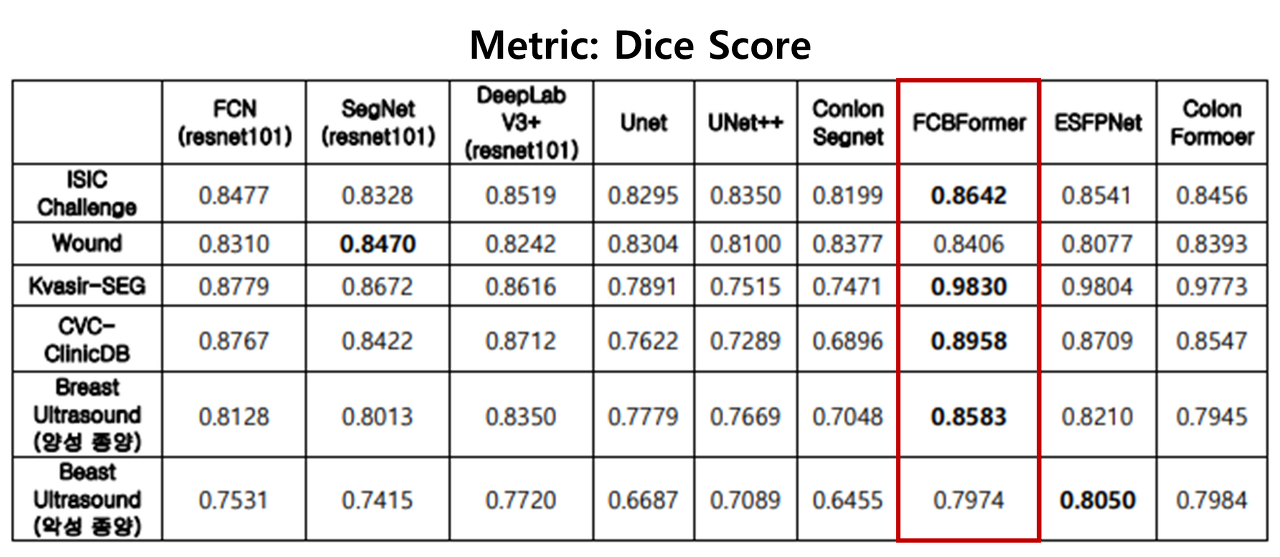 Metric: Dice Score
FCN
(resnet101)
SegNet
(resnet101)
DeepLab
V3+
(resnet101)
Unet
UNet++
Conlon
Segnet
FCBFormer
ESFPNet
Colon
Formoer
ISIC
Challenge
0.8477 0.8328 0.8519 0.8295 0.8350 0.8199 0.8642 0.8541 0.8456
Wound 0.8310 0.8470 0.8242 0.8304 0.8100 0.8377 0.8406 0.8077 0.8393
Kvasir-SEG 0.8779 0.8672 0.8616 0.7891 0.7515 0.7471 0.9830 0.9804 0.9773
CVC-
ClinicDB
0.8767 0.8422 0.8712 0.7622 0.7289 0.6896 0.8958 0.8709 0.8547
Breast
Ultrasound
(양성 종양)
0.8128 0.8013 0.8350 0.7779 0.7669 0.7048 0.8583 0.8210 0.7945
Beast
Ultrasound
(악성 종양)
0.7531 0.7415 0.7720 0.6687 0.7089 0.6455 0.7974 0.8050 0.7984